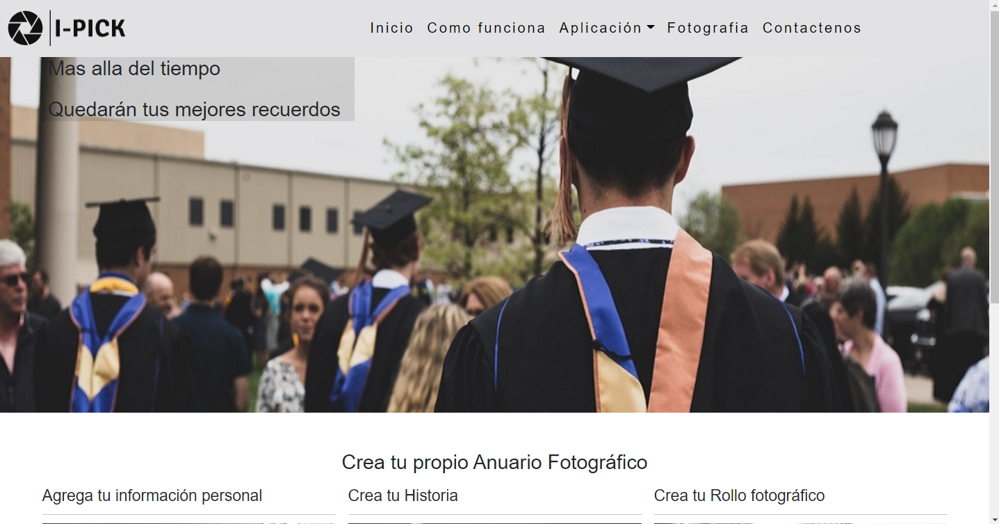 I-PICK
Inicio Como funciona Aplicación Fotografia Contactenos
Mas alla del tiempo
Quedarán tus mejores recuerdos
Crea tu propio Anuario Fotográfico
Agrega tu información personal
Crea tu Historia
Crea tu Rollo fotográfico